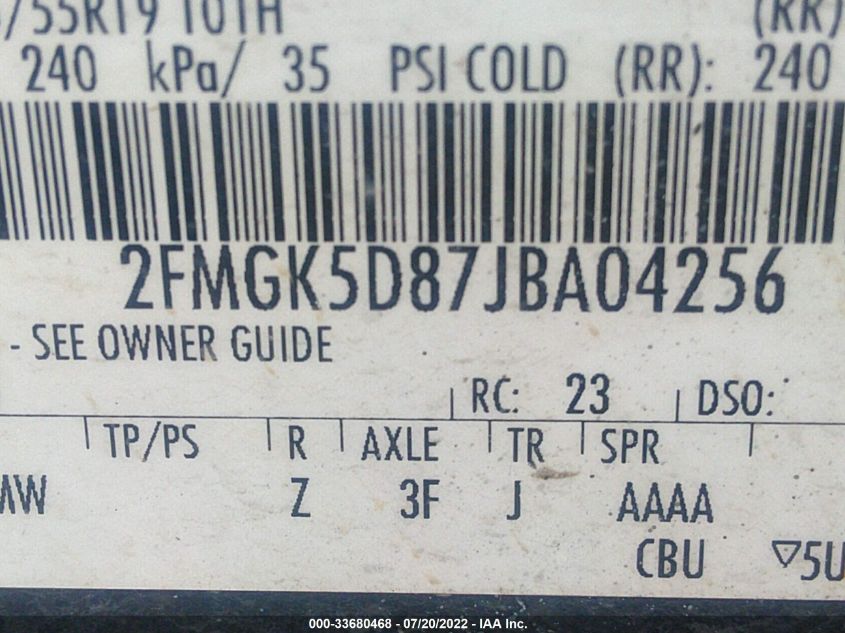 /55R19 101H (RR)
240 kPa/ 35 PSI COLD (RR): 240
2FMGK5D87JBA04256
- SEE OWNER GUIDE
RC: 23 DSO:
TP/PS R AXLE TR SPR
MW Z 3F J AAAA
CBU ▽5U
000-33680468 - 07/20/2022 - IAA Inc.